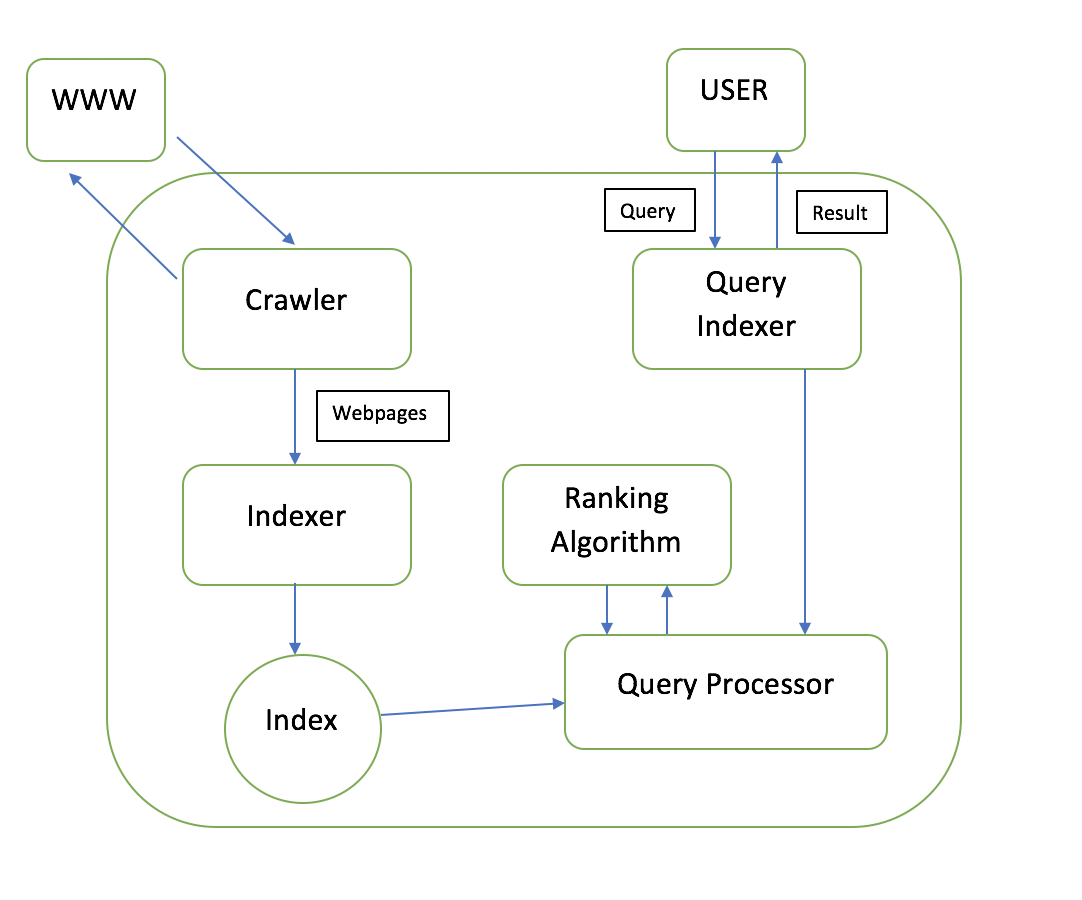 WWW
USER
Query
Result
Crawler
Query
Indexer
Webpages
Indexer
Ranking
Algorithm
Index
Query Processor